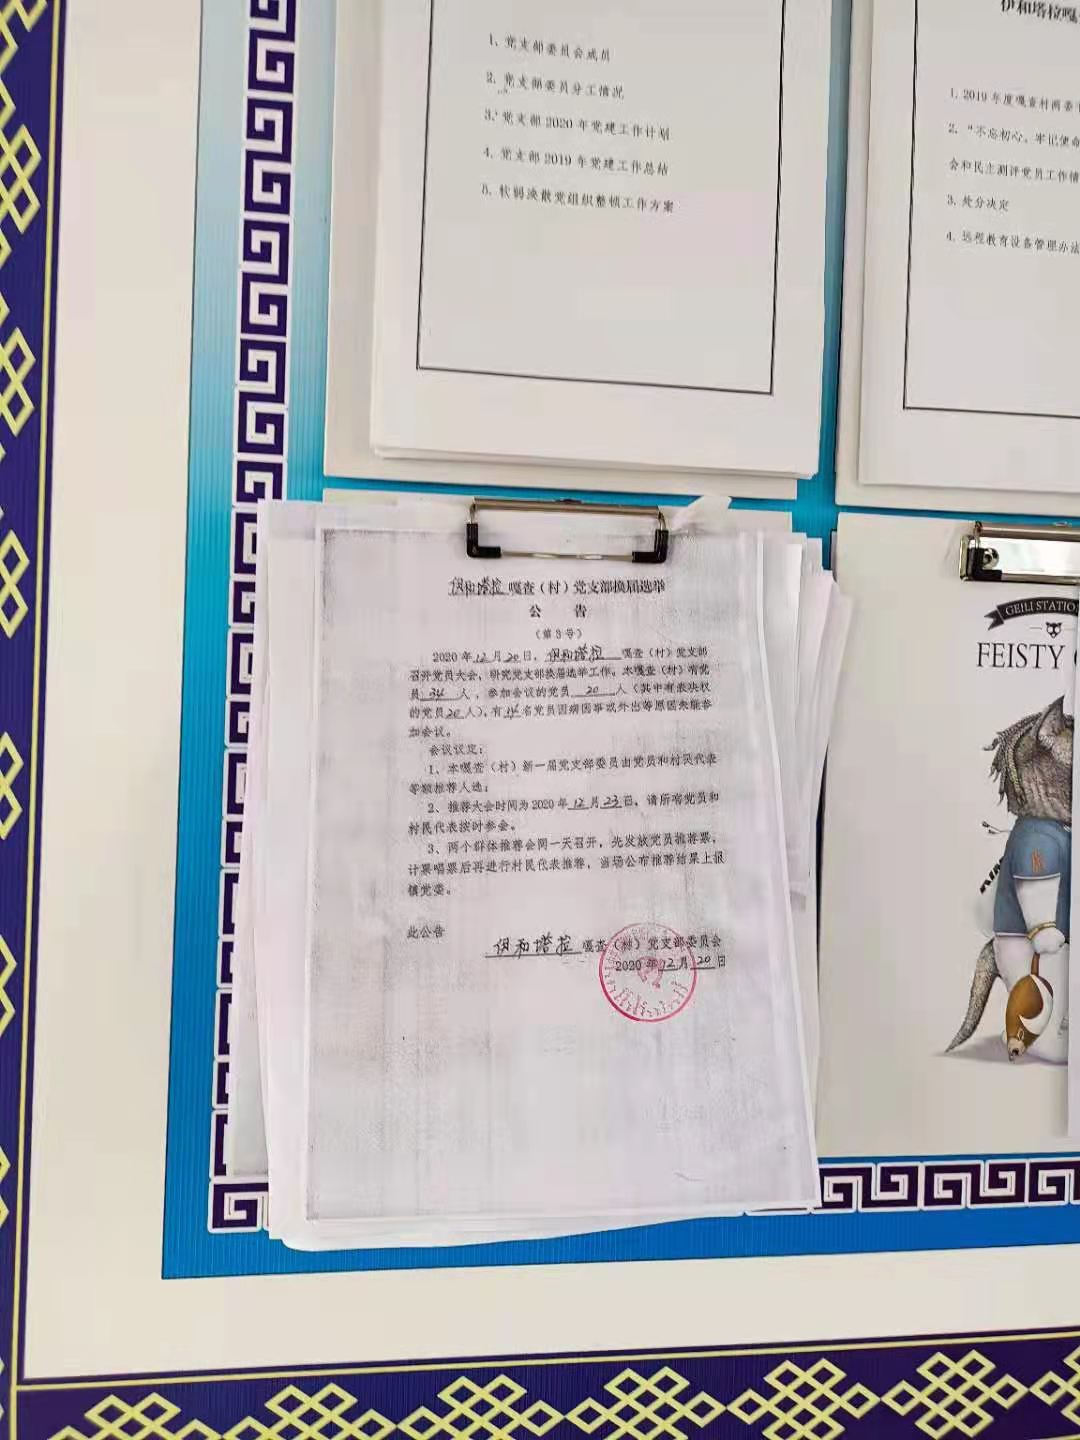 1、党支部委员会成员
2、党支部委员分工情况
3、党支部2020年党建工作计划
4、党支部2019年党建工作总结
5、软弱涣散党组织整顿工作方案
伊和塔拉嘎
1、2019年度嘎查村两委
2、“不忘初心、牢记使命
会和民主测评党员工作情
3、处分决定
4、远程教育设备管理办法
伊和塔拉嘎查(村)党支部换届选举
公 告
(第3号)
2020年12月20日,伊和塔拉嘎查(村)党支部
召开党员大会,研究党支部换届选举工作。本嘎查(村)有党
员34人,参加会议的党员20人(其中有表决权
的党员20人),有14名党员因病因事或外出等原因未能参
加会议。
会议议定:
1、本嘎查(村)新一届党支部委员由党员和村民代表
等额推荐人选;
2、推荐大会时间为2020年12月23日,请所有党员和
村民代表按时参会。
3、两个群体推荐会同一天召开,先发放党员推荐票,
计票唱票后再进行村民代表推荐,当场公布推荐结果上报
镇党委。
此公告
伊和塔拉嘎查(村)党支部委员会
2020年12月20日
GEILI STATIO
FEISTY